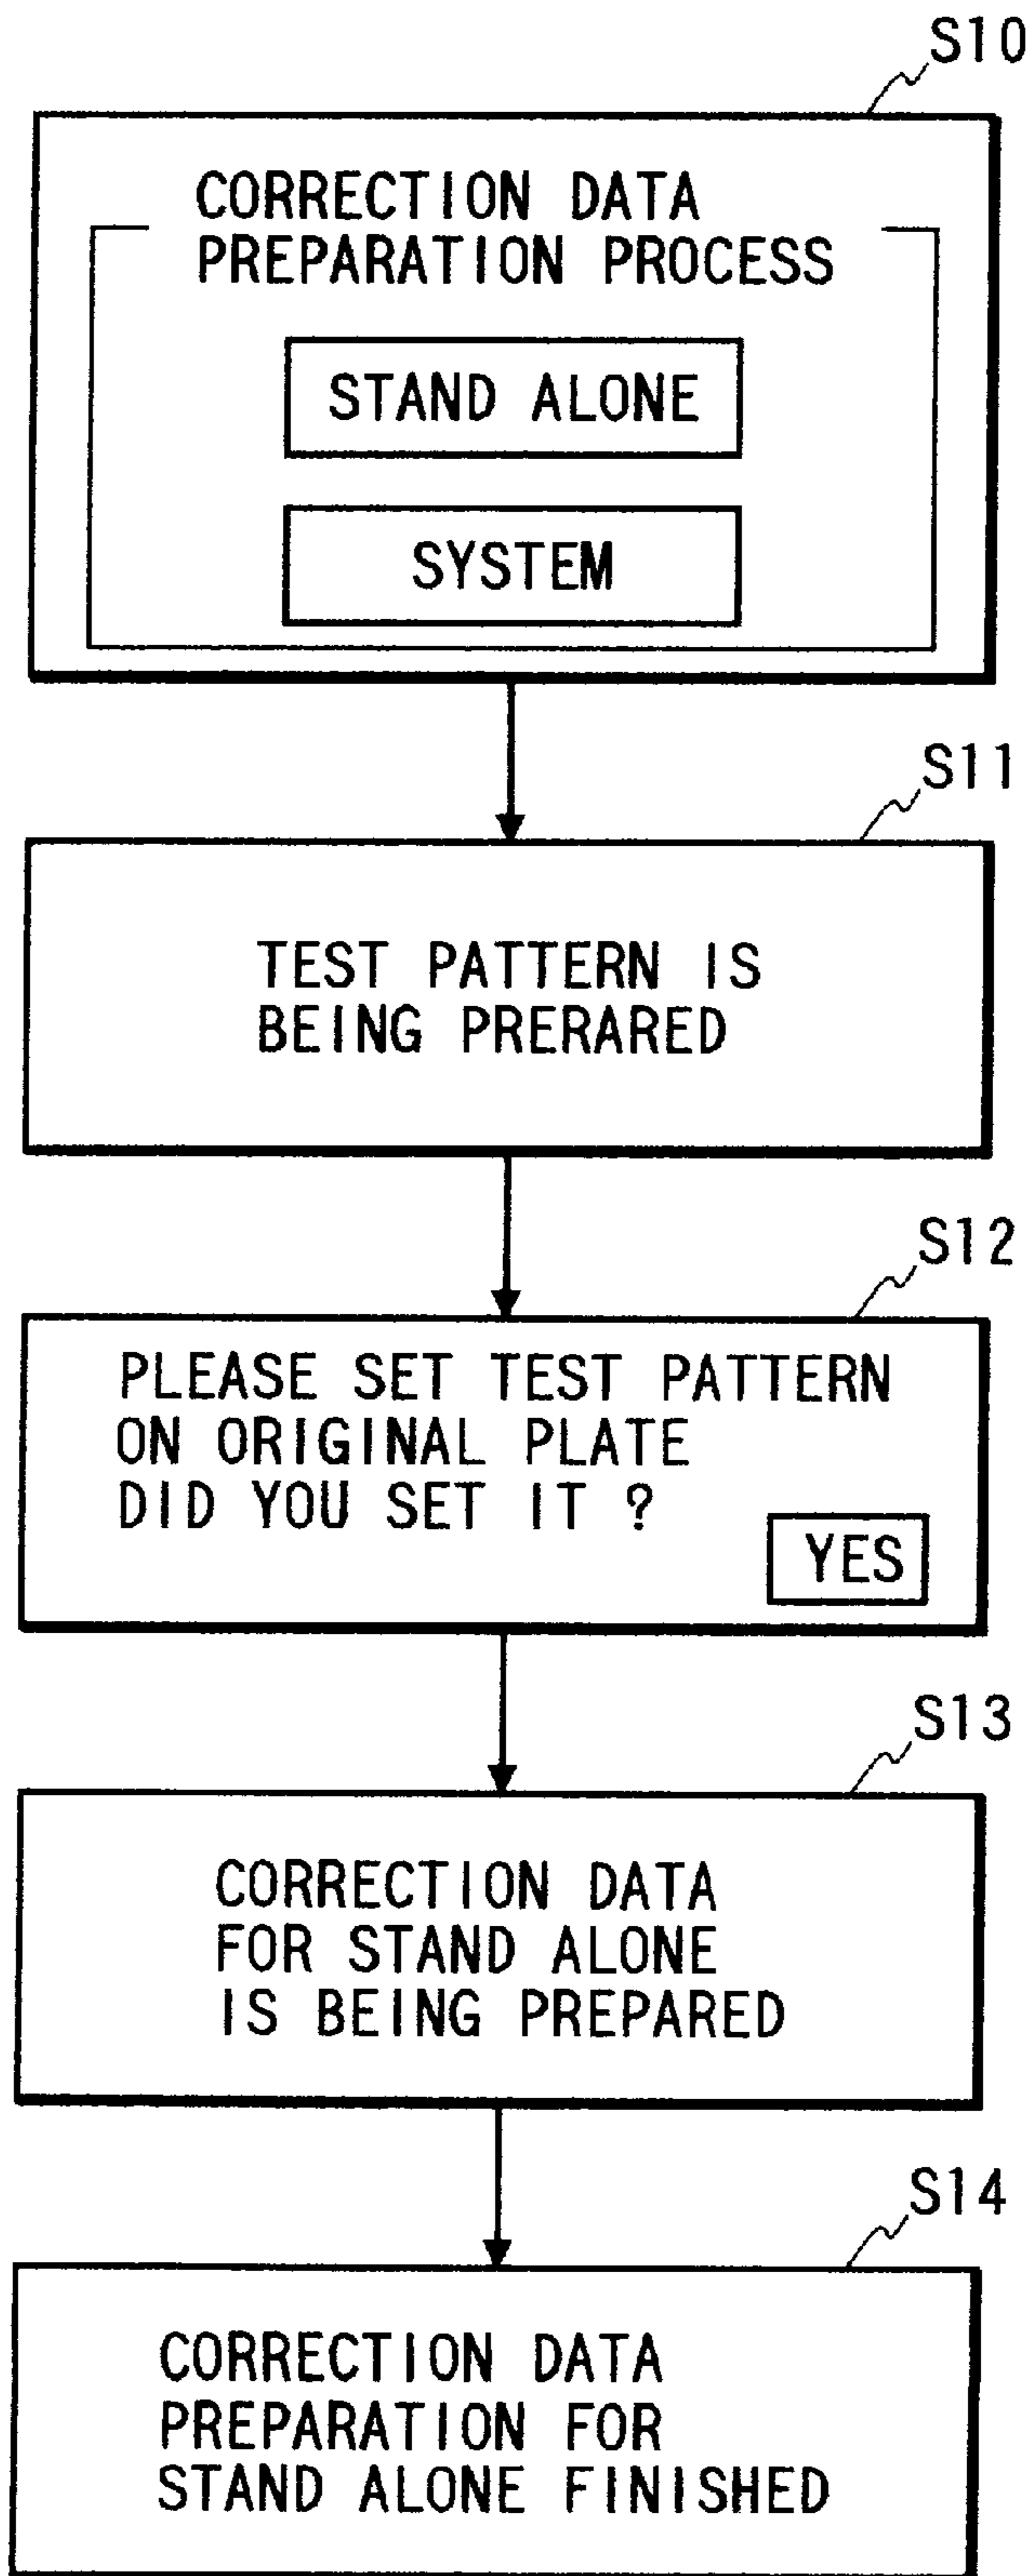 S10
CORRECTION DATA
PREPARATION PROCESS
STAND ALONE
SYSTEM
S11
TEST PATTERN IS
BEING PRERARED
S12
PLEASE SET TEST PATTERN
ON ORIGINAL PLATE
DID YOU SET IT ?
YES
S13
CORRECTION DATA
FOR STAND ALONE
IS BEING PREPARED
S14
CORRECTION DATA
PREPARATION FOR
STAND ALONE FINISHED